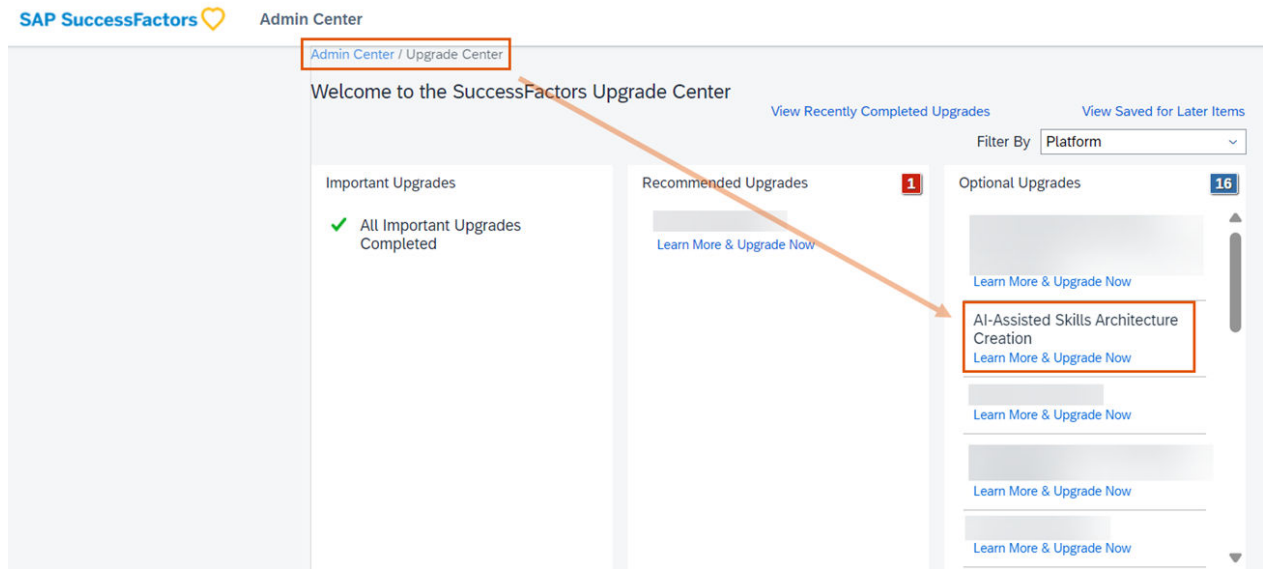 SAP SuccessFactors
Admin Center
Admin Center / Upgrade Center
Welcome to the SuccessFactors Upgrade Center
View Recently Completed Upgrades
View Saved for Later Items
Filter By Platform
Important Upgrades
All Important Upgrades
Completed
Recommended Upgrades
1
Learn More & Upgrade Now
Optional Upgrades
16
Learn More & Upgrade Now
AI-Assisted Skills Architecture
Creation
Learn More & Upgrade Now
Learn More & Upgrade Now
Learn More & Upgrade Now
Learn More & Upgrade Now